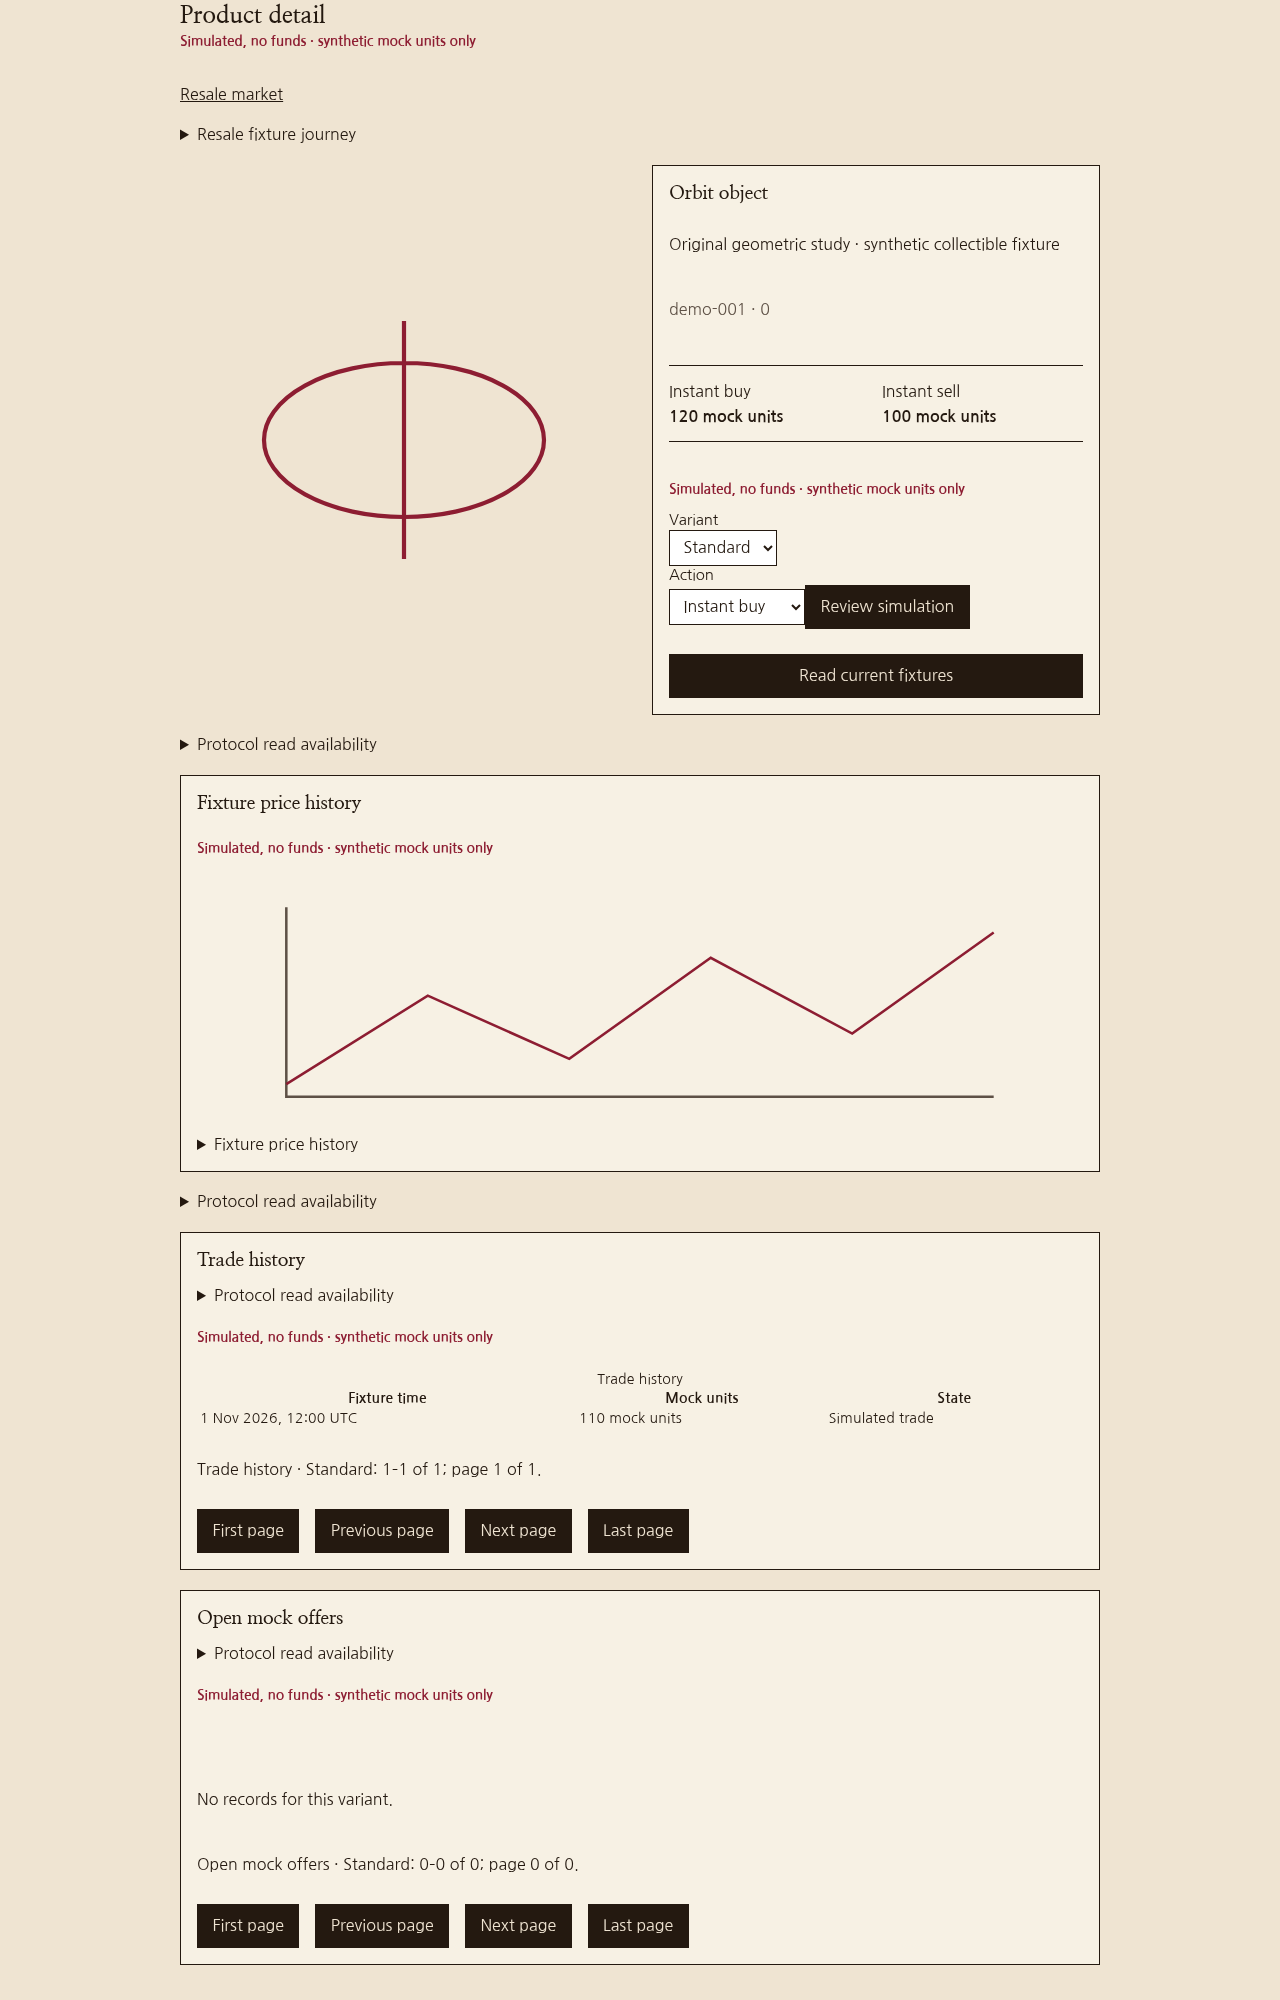 Product detail
Simulated, no funds · synthetic mock units only
Resale market
Resale fixture journey
Orbit object
Original geometric study · synthetic collectible fixture
demo-001 · 0
Instant buy
120 mock units
Instant sell
100 mock units
Simulated, no funds · synthetic mock units only
Variant
Standard
Action
Instant buy
Review simulation
Read current fixtures
Protocol read availability
Fixture price history
Simulated, no funds · synthetic mock units only
Fixture price history
Protocol read availability
Trade history
Protocol read availability
Simulated, no funds · synthetic mock units only
Trade history
Fixture time Mock units State
1 Nov 2026, 12:00 UTC 110 mock units Simulated trade
Trade history · Standard: 1–1 of 1; page 1 of 1.
First page Previous page Next page Last page
Open mock offers
Protocol read availability
Simulated, no funds · synthetic mock units only
No records for this variant.
Open mock offers · Standard: 0–0 of 0; page 0 of 0.
First page Previous page Next page Last page